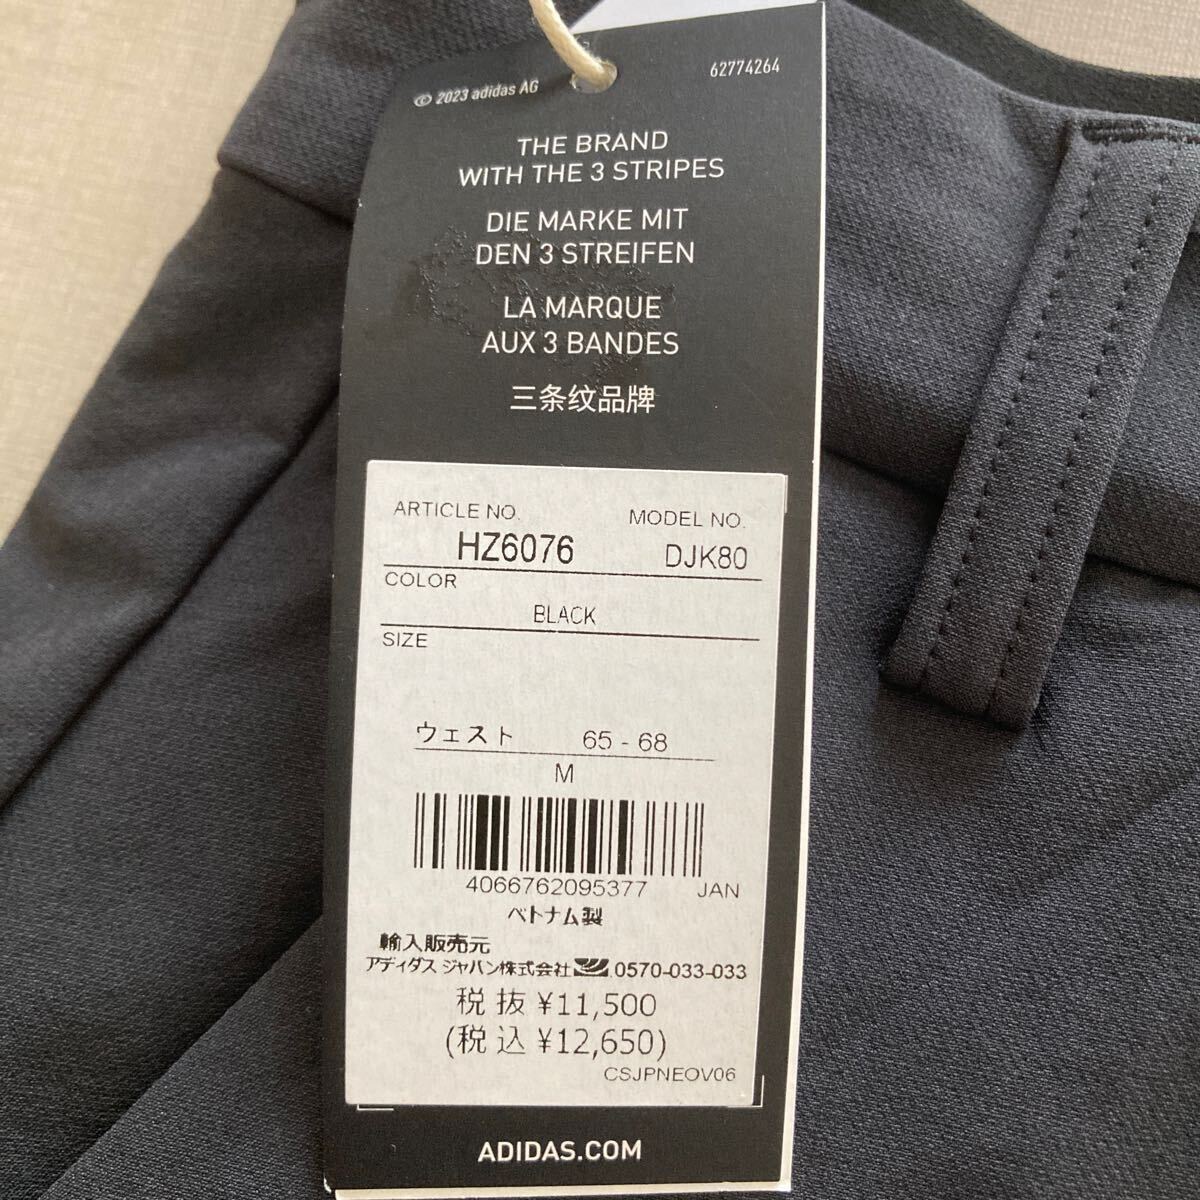 © 2023 adidas AG
62774264
THE BRAND
WITH THE 3 STRIPES
DIE MARKE MIT
DEN 3 STREIFEN
LA MARQUE
AUX 3 BANDES
三条纹品牌
ARTICLE NO. MODEL NO.
HZ6076 DJK80
COLOR
BLACK
SIZE
ウェスト 65 - 68
M
4066762095377 JAN
ベトナム製
輸入販売元
アディダス ジャパン株式会社 0570-033-033
税 抜 ¥11,500
(税 込 ¥12,650)
CSJPNEOV06
ADIDAS.COM